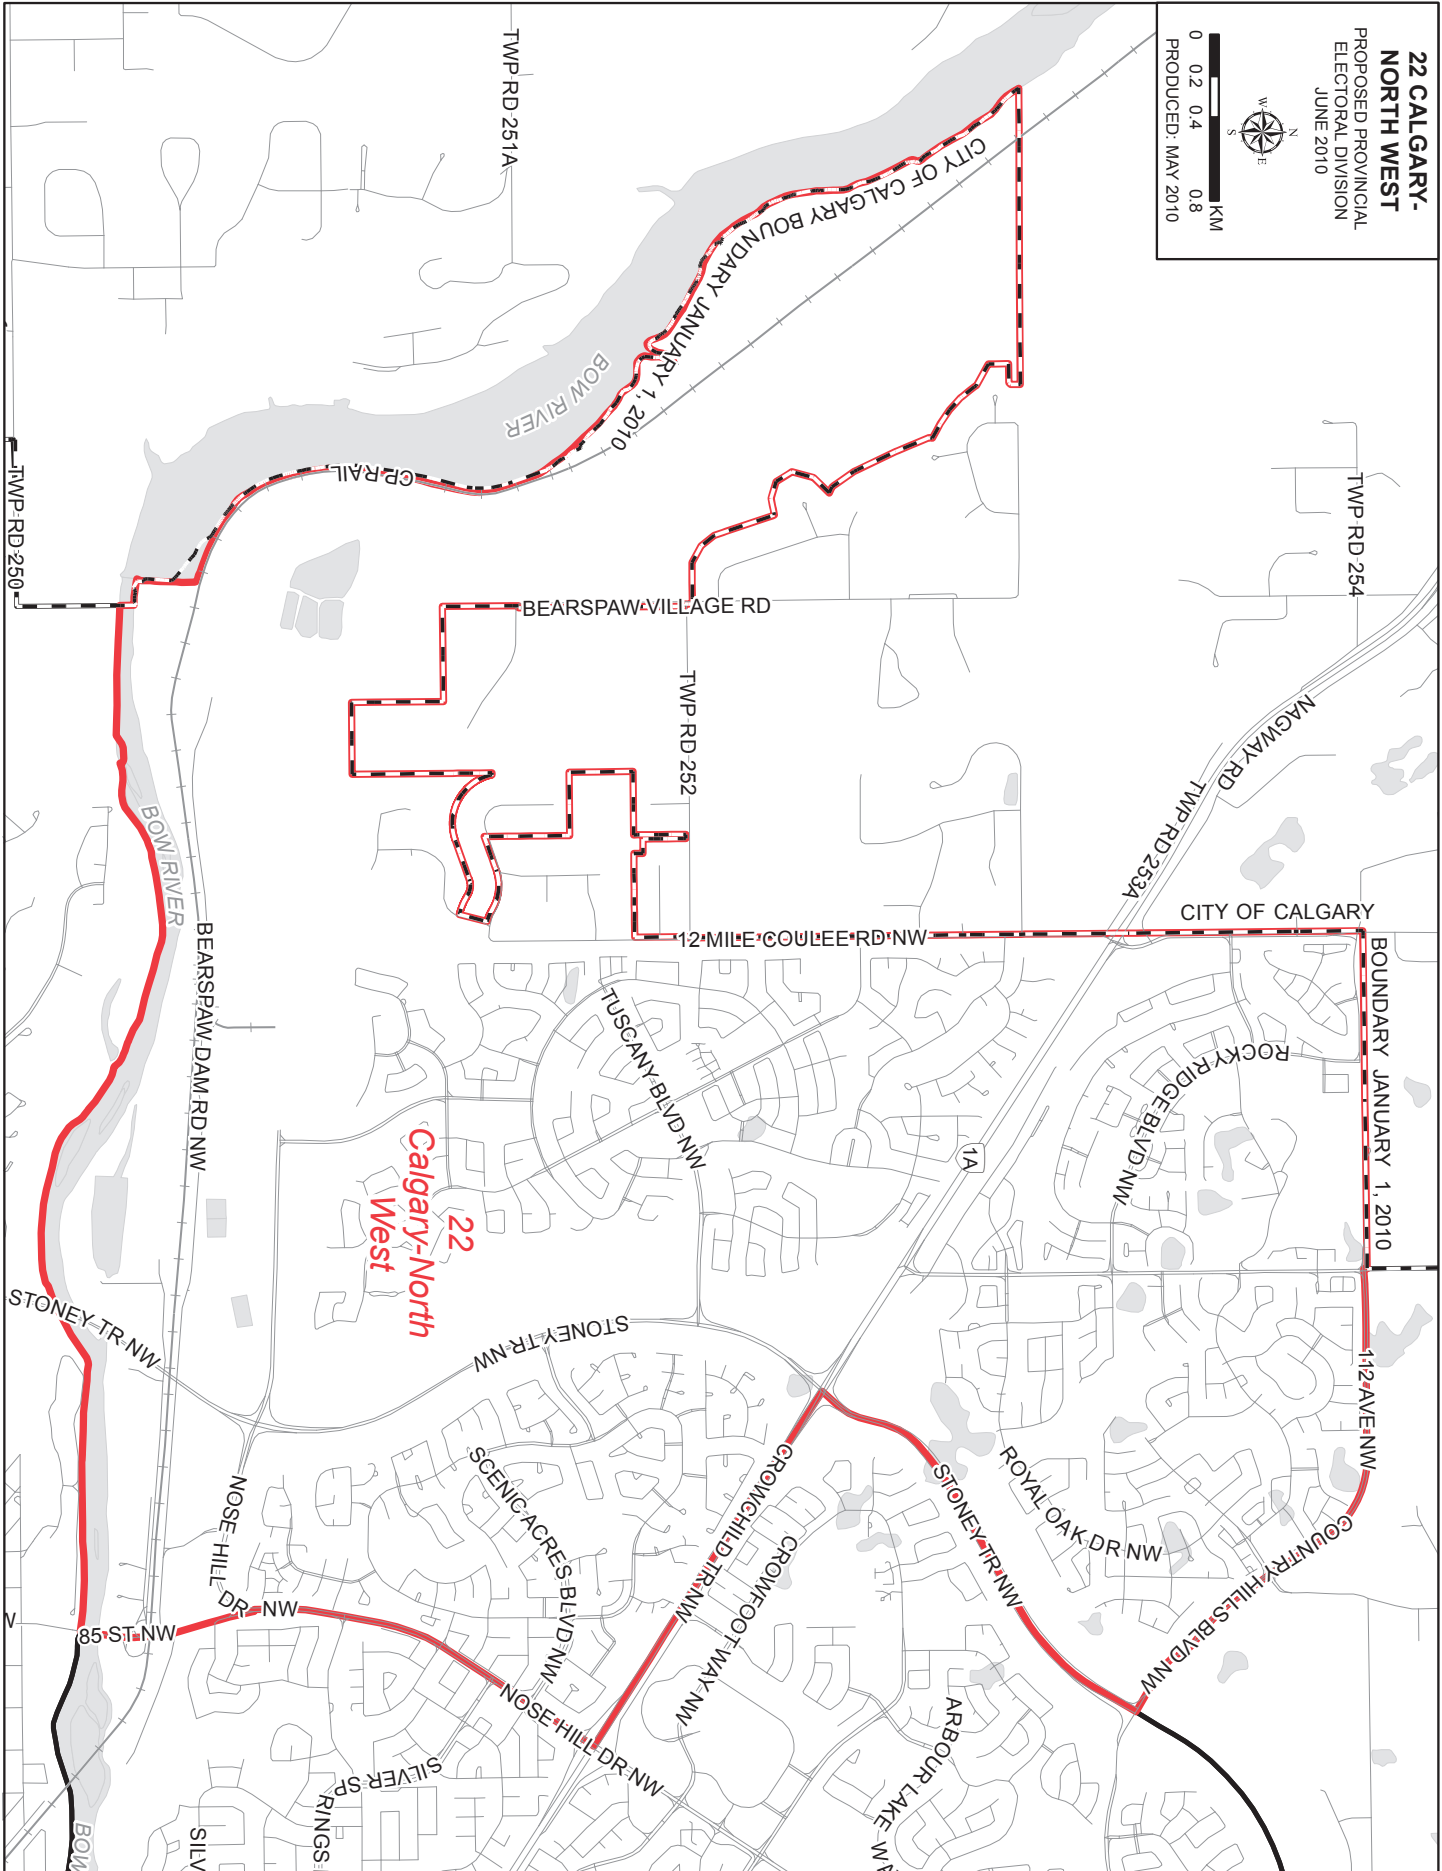 22 CALGARY-
NORTH WEST
PROPOSED PROVINCIAL
ELECTORAL DIVISION
JUNE 2010
N
W
E
S
KM
0 0.2 0.4 0.8
PRODUCED: MAY 2010
TWP RD 251A
CITY OF CALGARY BOUNDARY JANUARY 1, 2010
BOW RIVER
CP RAIL
TWP RD 250
TWP RD 254
BEARSPAW VILLAGE RD
TWP RD 252
NAGWAY RD
TWP RD 253A
CITY OF CALGARY
BOUNDARY JANUARY 1, 2010
12 MILE COULEE RD NW
BOW RIVER
BEARSPAW DAM RD NW
TUSCANY BLVD NW
ROCKY RIDGE BLVD NW
1A
22
Calgary-North
West
STONEY TR NW
STONEY TR NW
112 AVE NW
SCENIC ACRES BLVD NW
CROWCHILD TR NW
CROWFOOT WAY NW
STONEY TR NW
ROYAL OAK DR NW
COUNTRY HILLS BLVD NW
NOSE HILL DR NW
85 ST NW
NOSE HILL DR NW
ARBOUR LAKE WA
SILVER SP
RINGS
SILV
BOW
W